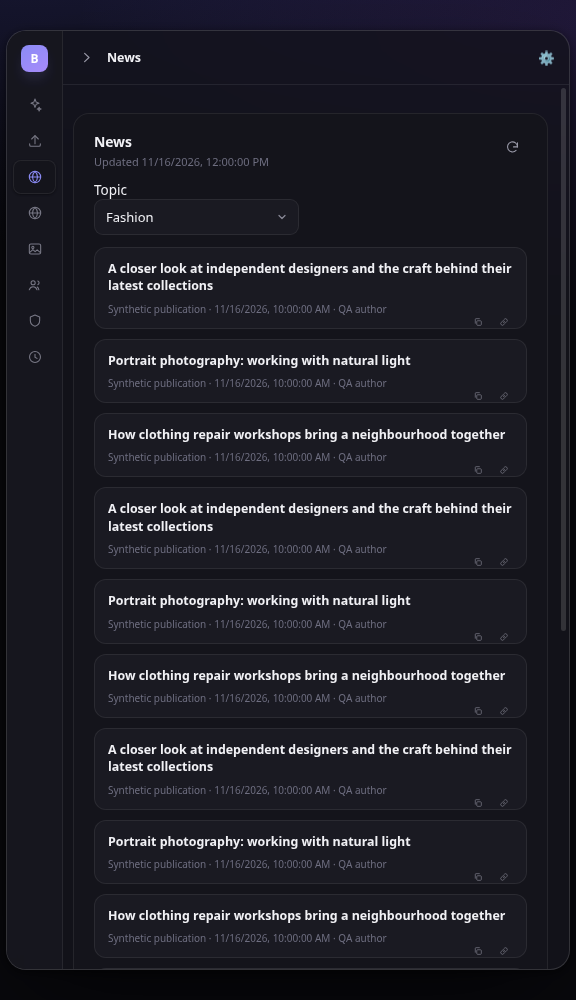 B
News
News
Updated 11/16/2026, 12:00:00 PM
Topic
Fashion
A closer look at independent designers and the craft behind their
latest collections
Synthetic publication · 11/16/2026, 10:00:00 AM · QA author
Portrait photography: working with natural light
Synthetic publication · 11/16/2026, 10:00:00 AM · QA author
How clothing repair workshops bring a neighbourhood together
Synthetic publication · 11/16/2026, 10:00:00 AM · QA author
A closer look at independent designers and the craft behind their
latest collections
Synthetic publication · 11/16/2026, 10:00:00 AM · QA author
Portrait photography: working with natural light
Synthetic publication · 11/16/2026, 10:00:00 AM · QA author
How clothing repair workshops bring a neighbourhood together
Synthetic publication · 11/16/2026, 10:00:00 AM · QA author
A closer look at independent designers and the craft behind their
latest collections
Synthetic publication · 11/16/2026, 10:00:00 AM · QA author
Portrait photography: working with natural light
Synthetic publication · 11/16/2026, 10:00:00 AM · QA author
How clothing repair workshops bring a neighbourhood together
Synthetic publication · 11/16/2026, 10:00:00 AM · QA author